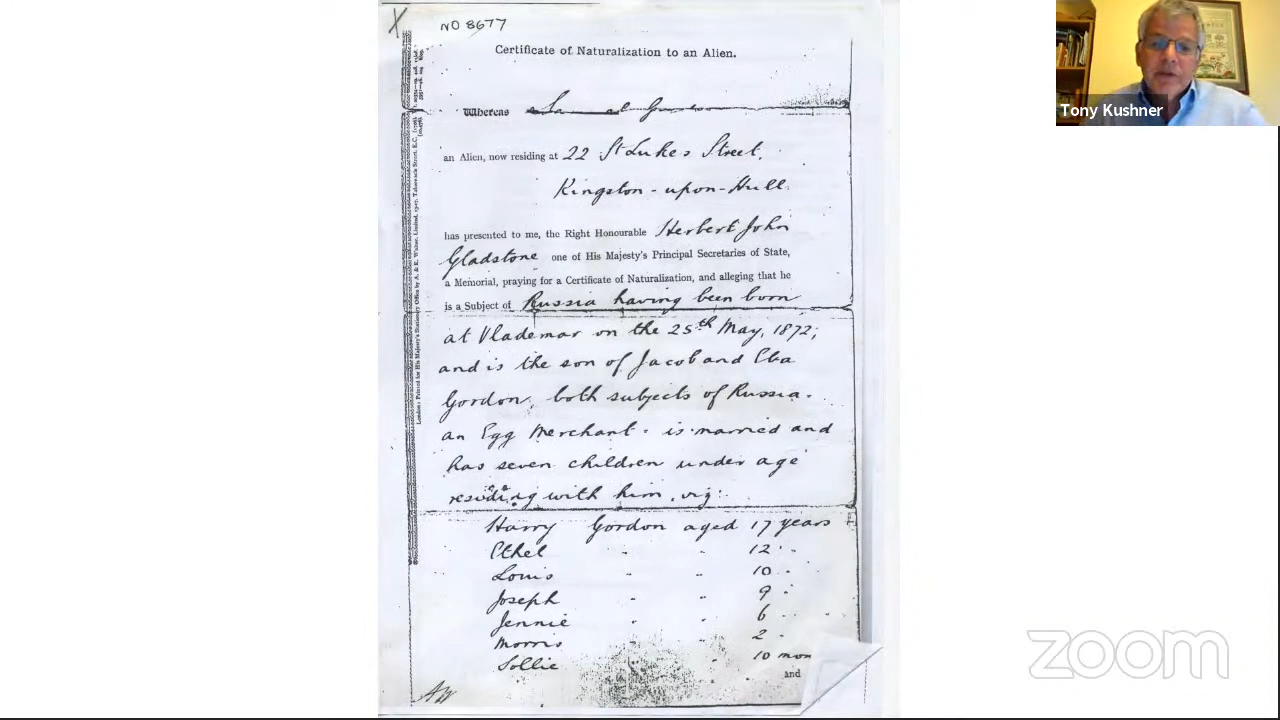 NO 8677
Certificate of Naturalization to an Alien.
Whereas
an Alien, now residing at 22 St Lukes Street,
Kingston-upon-Hull.
has presented to me, the Right Honourable Herbert John
Gladstone one of His Majesty's Principal Secretaries of State,
a Memorial, praying for a Certificate of Naturalization, and alleging that he
is a Subject of Russia having been born
at Vlademar on the 25th May, 1872;
and is the son of Jacob and Eba
Gordon, both subjects of Russia.
an Egg Merchant. is married and
has seven children under age
residing with him, viz:
Harry Gordon aged 17 years
Ethel " " 12 "
Louis " " 10 "
Joseph " " 9 "
Jennie " " 6 "
Morris " " 2 "
Sollie " 10 mon
and
Tony Kushner
zoom